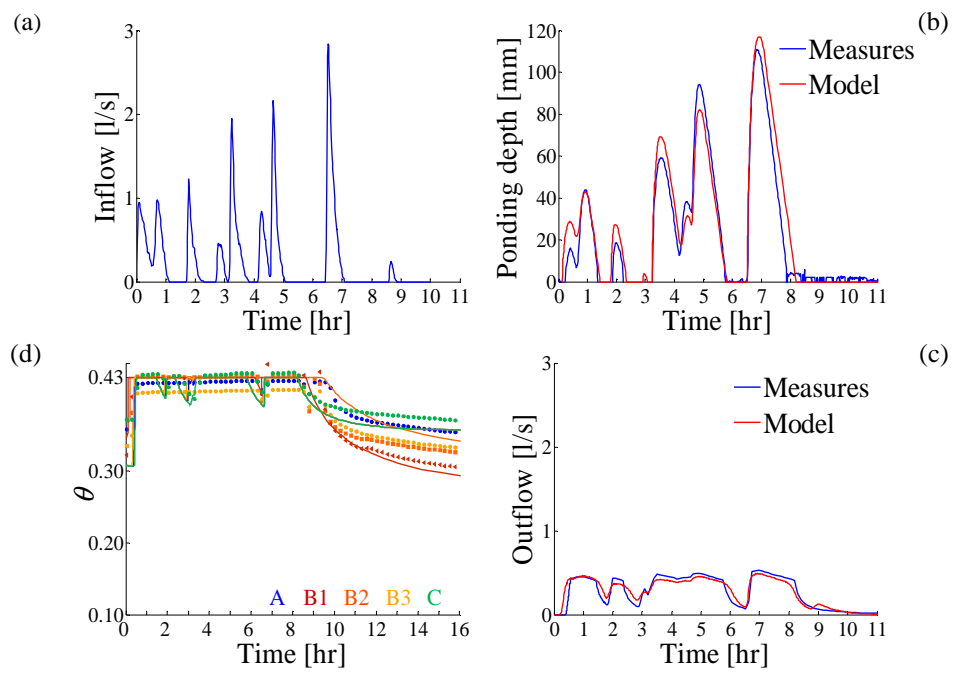 (a)
Inflow [l/s]
3
2
1
0
0 1 2 3 4 5 6 7 8 9 10 11
Time [hr]
(b)
Ponding depth [mm]
120
100
80
60
40
20
0
0 1 2 3 4 5 6 7 8 9 10 11
Time [hr]
Measures
Model
(d)
θ
0.43
0.30
0.20
0.10
A B1 B2 B3 C
0 2 4 6 8 10 12 14 16
Time [hr]
(c)
Outflow [l/s]
3
2
1
0
Measures
Model
0 1 2 3 4 5 6 7 8 9 10 11
Time [hr]